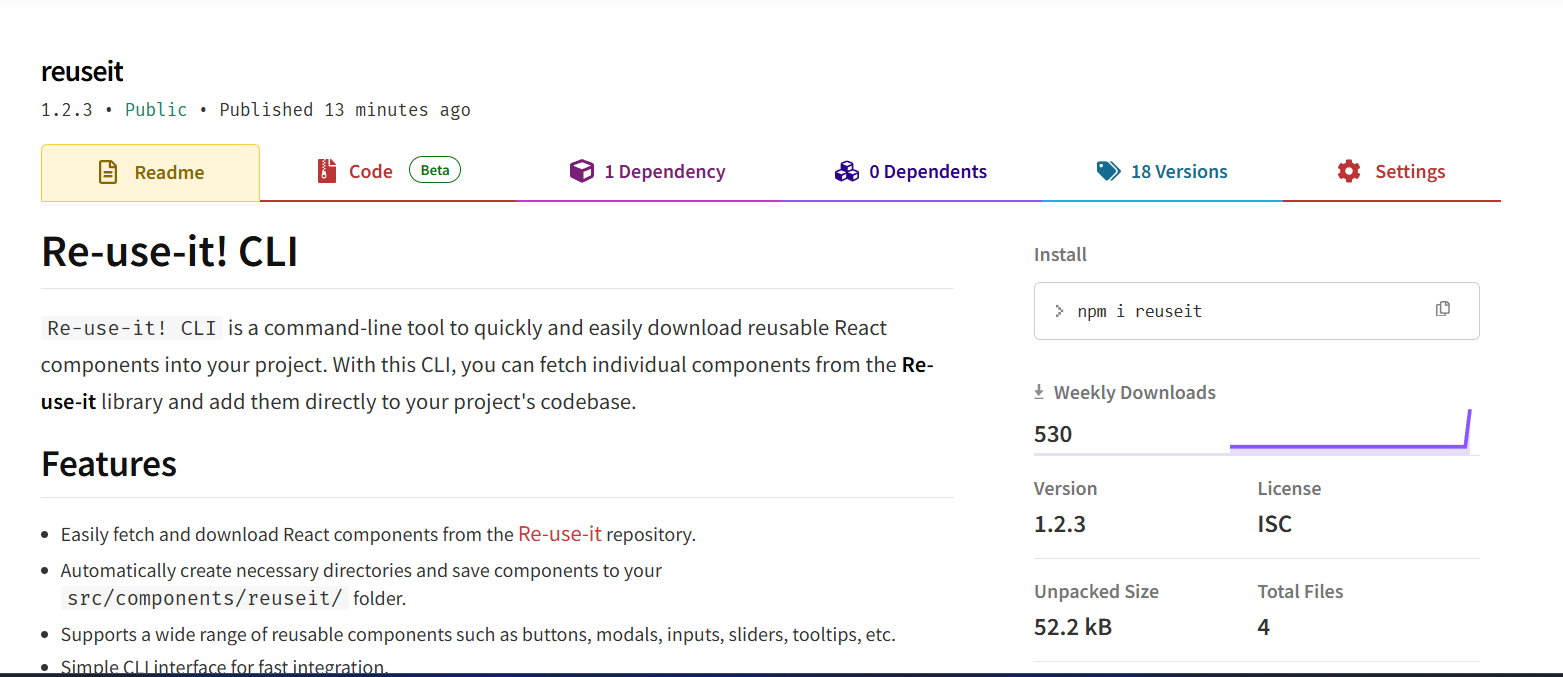 reuseit
1.2.3 • Public • Published 13 minutes ago
Readme
Code Beta
1 Dependency
0 Dependents
18 Versions
Settings
Re-use-it! CLI
Re-use-it! CLI is a command-line tool to quickly and easily download reusable React
components into your project. With this CLI, you can fetch individual components from the Re-
use-it library and add them directly to your project's codebase.
Features
• Easily fetch and download React components from the Re-use-it repository.
• Automatically create necessary directories and save components to your
src/components/reuseit/ folder.
• Supports a wide range of reusable components such as buttons, modals, inputs, sliders, tooltips, etc.
• Simple CLI interface for fast integration.
Install
> npm i reuseit
Weekly Downloads
530
Version
1.2.3
License
ISC
Unpacked Size
52.2 kB
Total Files
4